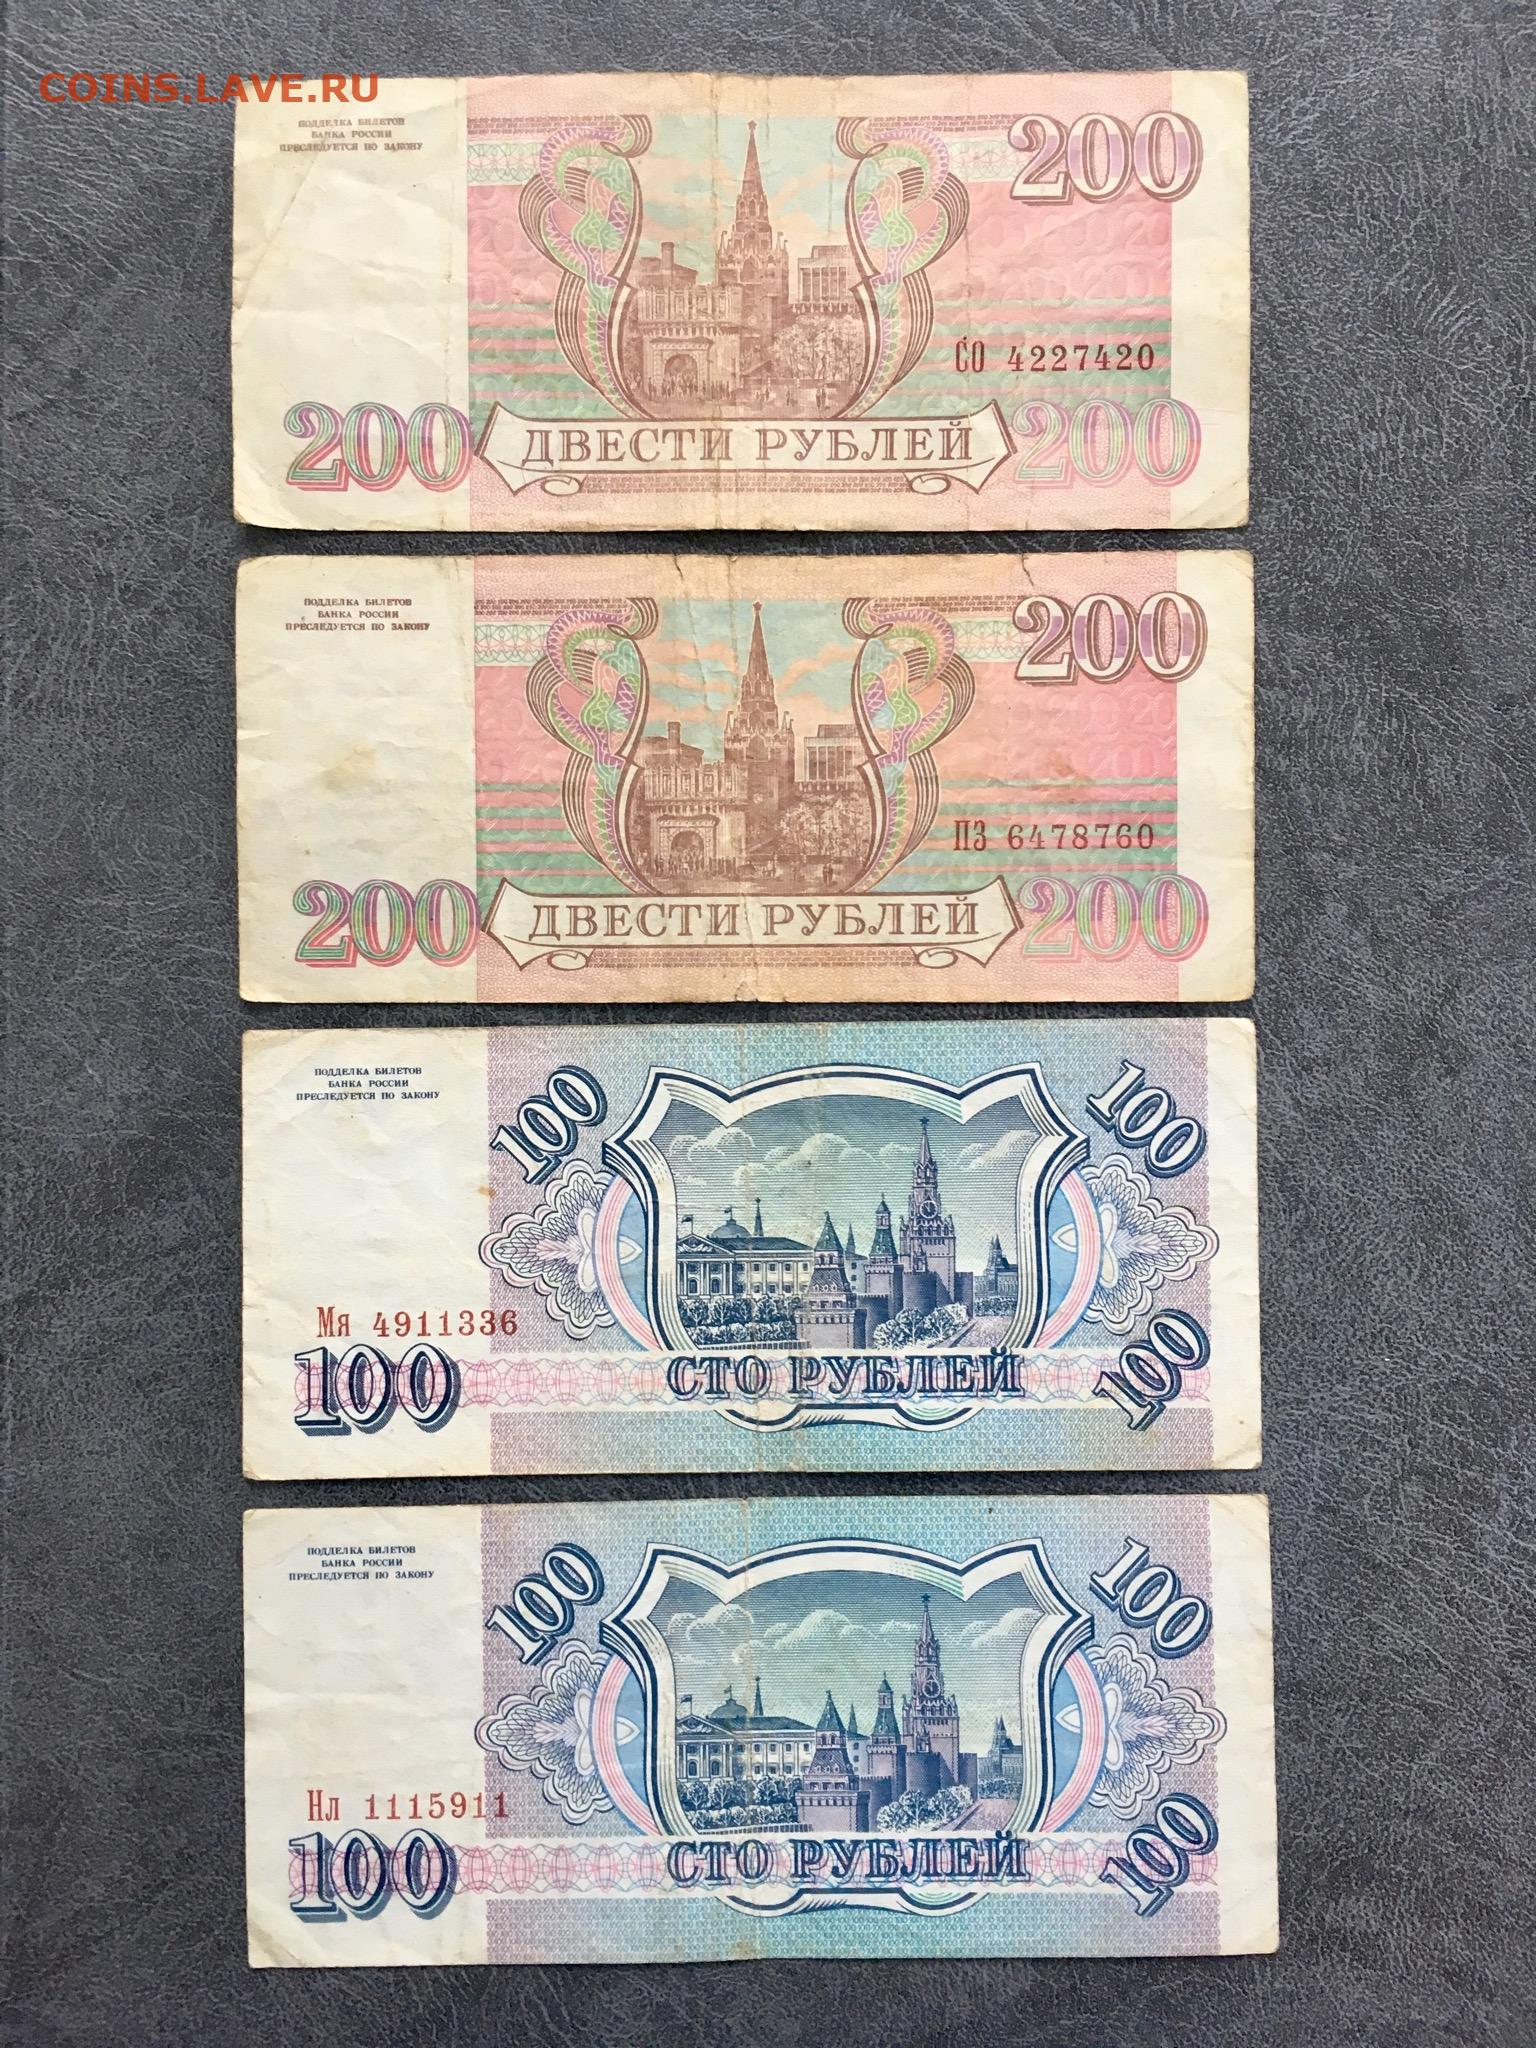 COINS.LAVE.RU
ПОДДЕЛКА БИЛЕТОВ
БАНКА РОССИИ
ПРЕСЛЕДУЕТСЯ ПО ЗАКОНУ
200
СО 4227420
200
ДВЕСТИ РУБЛЕЙ
200
ПОДДЕЛКА БИЛЕТОВ
БАНКА РОССИИ
ПРЕСЛЕДУЕТСЯ ПО ЗАКОНУ
200
ПЗ 6478760
200
ДВЕСТИ РУБЛЕЙ
200
ПОДДЕЛКА БИЛЕТОВ
БАНКА РОССИИ
ПРЕСЛЕДУЕТСЯ ПО ЗАКОНУ
100
100
Мя 4911336
100
СТО РУБЛЕЙ
100
ПОДДЕЛКА БИЛЕТОВ
БАНКА РОССИИ
ПРЕСЛЕДУЕТСЯ ПО ЗАКОНУ
100
100
Нл 1115911
100
СТО РУБЛЕЙ
100